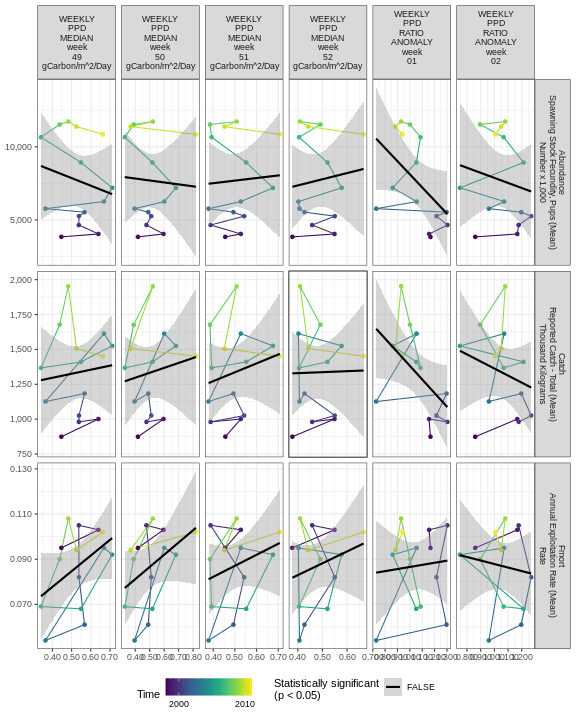 WEEKLY
PPD
MEDIAN
week
49
gCarbon/m^2/Day
WEEKLY
PPD
MEDIAN
week
50
gCarbon/m^2/Day
WEEKLY
PPD
MEDIAN
week
51
gCarbon/m^2/Day
WEEKLY
PPD
MEDIAN
week
52
gCarbon/m^2/Day
WEEKLY
PPD
RATIO
ANOMALY
week
01
WEEKLY
PPD
RATIO
ANOMALY
week
02
10,000
5,000
Abundance
Spawning Stock Fecundity, Pups (Mean)
Number x 1,000
2,000
1,750
1,500
1,250
1,000
750
Catch
Reported Catch - Total (Mean)
Thousand Kilograms
0.130
0.110
0.090
0.070
Fmort
Annual Exploitation Rate (Mean)
Rate
0.40 0.50 0.60 0.70
0.40 0.50 0.60 0.70 0.80
0.40 0.50 0.60 0.70
0.40 0.50 0.60 0.70
Time
2000
2010
Statistically significant
(p < 0.05)
FALSE